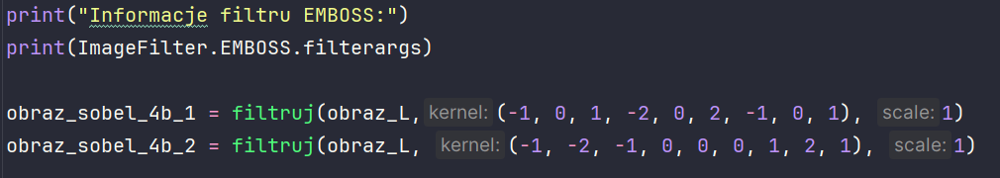 print("Informacje filtru EMBOSS:")
print(ImageFilter.EMBOSS.filterargs)
obraz_sobel_4b_1 = filtruj(obraz_L, kernel: (-1, 0, 1, -2, 0, 2, -1, 0, 1), scale: 1)
obraz_sobel_4b_2 = filtruj(obraz_L, kernel: (-1, -2, -1, 0, 0, 0, 1, 2, 1), scale: 1)